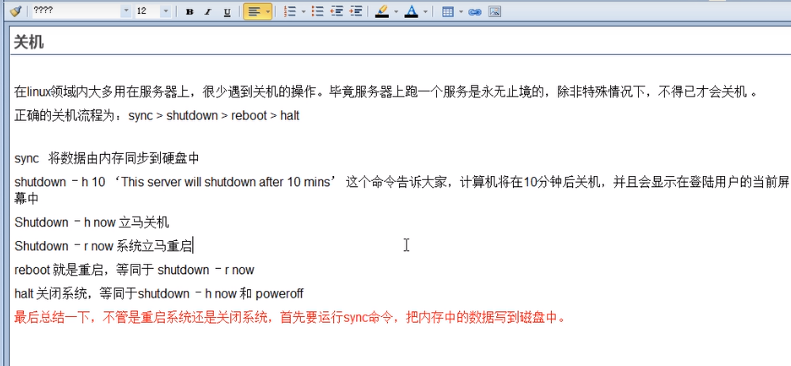 ????
12
B I U
A
关机
在linux领域内大多用在服务器上，很少遇到关机的操作。毕竟服务器上跑一个服务是永无止境的，除非特殊情况下，不得已才会关机 。
正确的关机流程为：sync > shutdown > reboot > halt
sync 将数据由内存同步到硬盘中
shutdown －h 10 ‘This server will shutdown after 10 mins’ 这个命令告诉大家，计算机将在10分钟后关机，并且会显示在登陆用户的当前屏
幕中
Shutdown －h now 立马关机
Shutdown －r now 系统立马重启
reboot 就是重启，等同于 shutdown －r now
halt 关闭系统，等同于shutdown －h now 和 poweroff
最后总结一下，不管是重启系统还是关闭系统，首先要运行sync命令，把内存中的数据写到磁盘中。